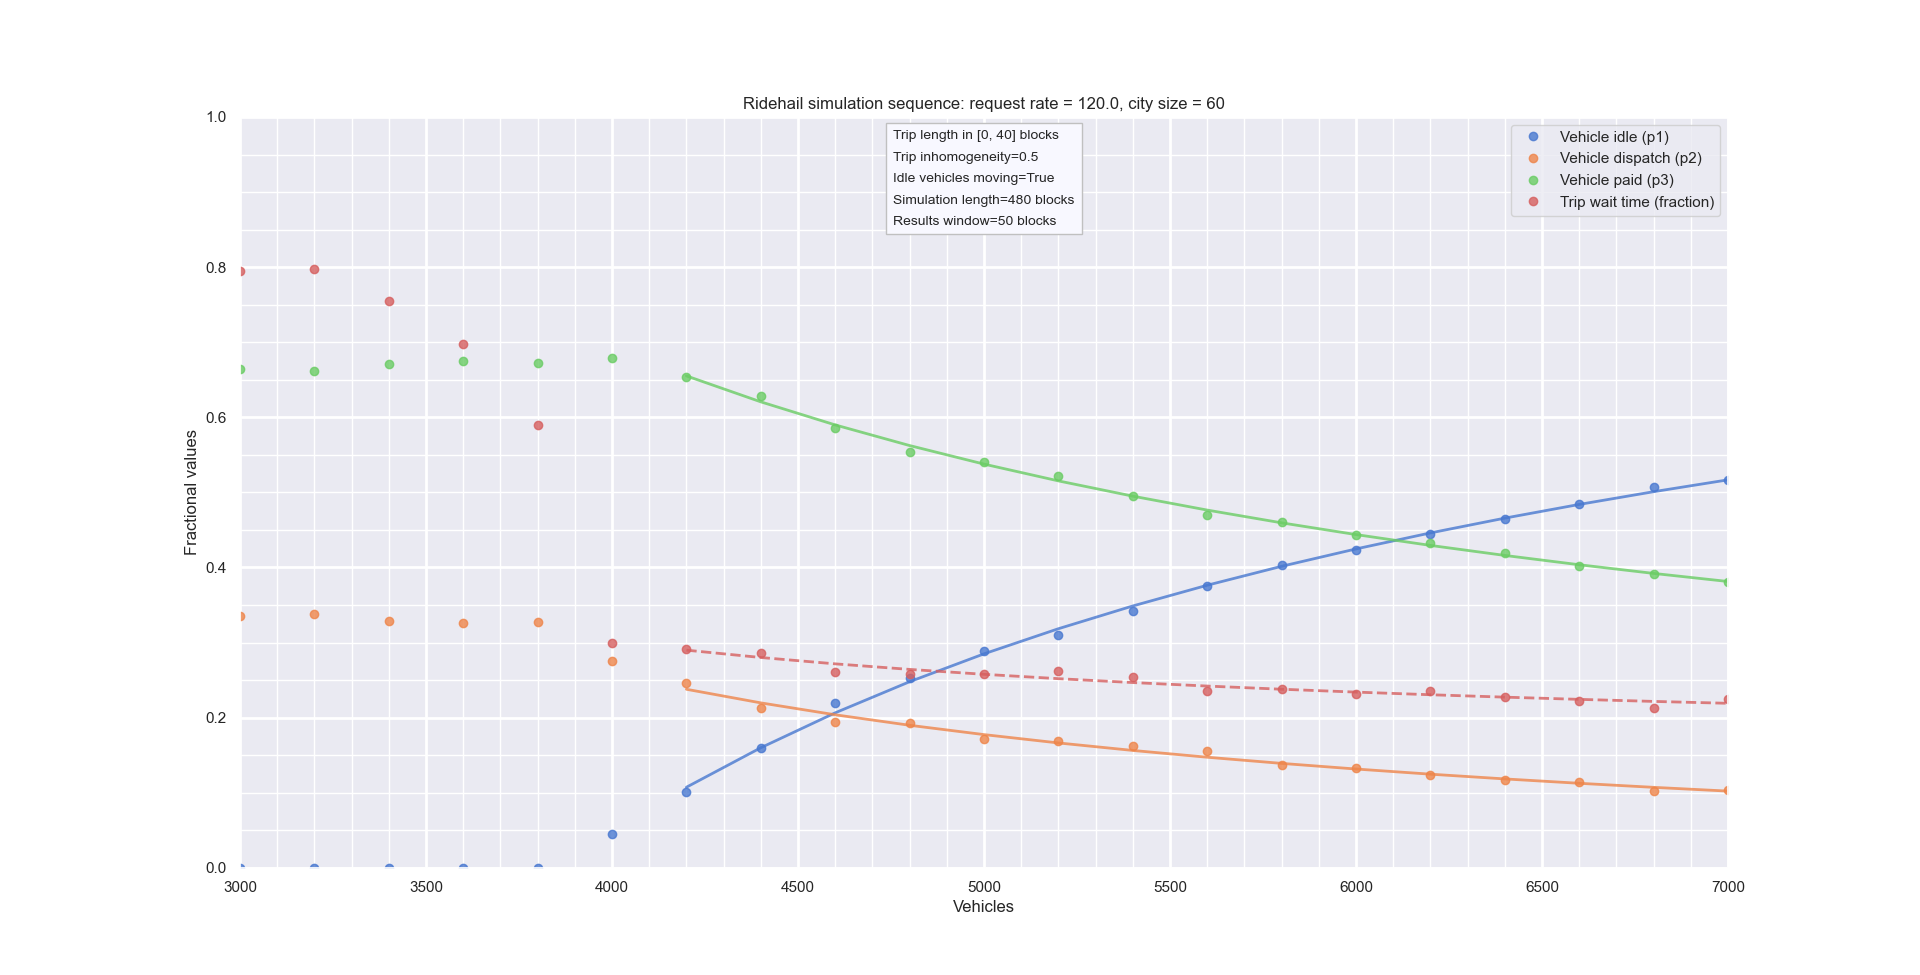 Ridehail simulation sequence: request rate = 120.0, city size = 60
Trip length in [0, 40] blocks
Trip inhomogeneity=0.5
Idle vehicles moving=True
Simulation length=480 blocks
Results window=50 blocks
Vehicle idle (p1)
Vehicle dispatch (p2)
Vehicle paid (p3)
Trip wait time (fraction)
Fractional values
1.0
0.8
0.6
0.4
0.2
0.0
3000 3500 4000 4500 5000 5500 6000 6500 7000
Vehicles